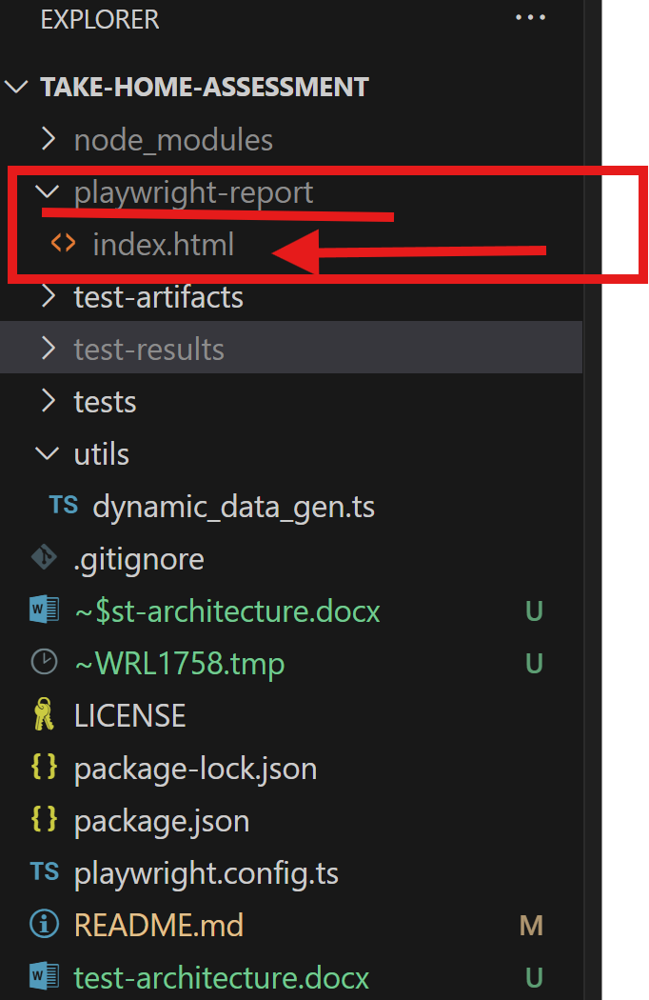 EXPLORER ...
TAKE-HOME-ASSESSMENT
node_modules
playwright-report
<> index.html
test-artifacts
test-results
tests
utils
TS dynamic_data_gen.ts
.gitignore
W ~$st-architecture.docx U
~WRL1758.tmp U
LICENSE
{} package-lock.json
{} package.json
TS playwright.config.ts
README.md M
W test-architecture.docx U